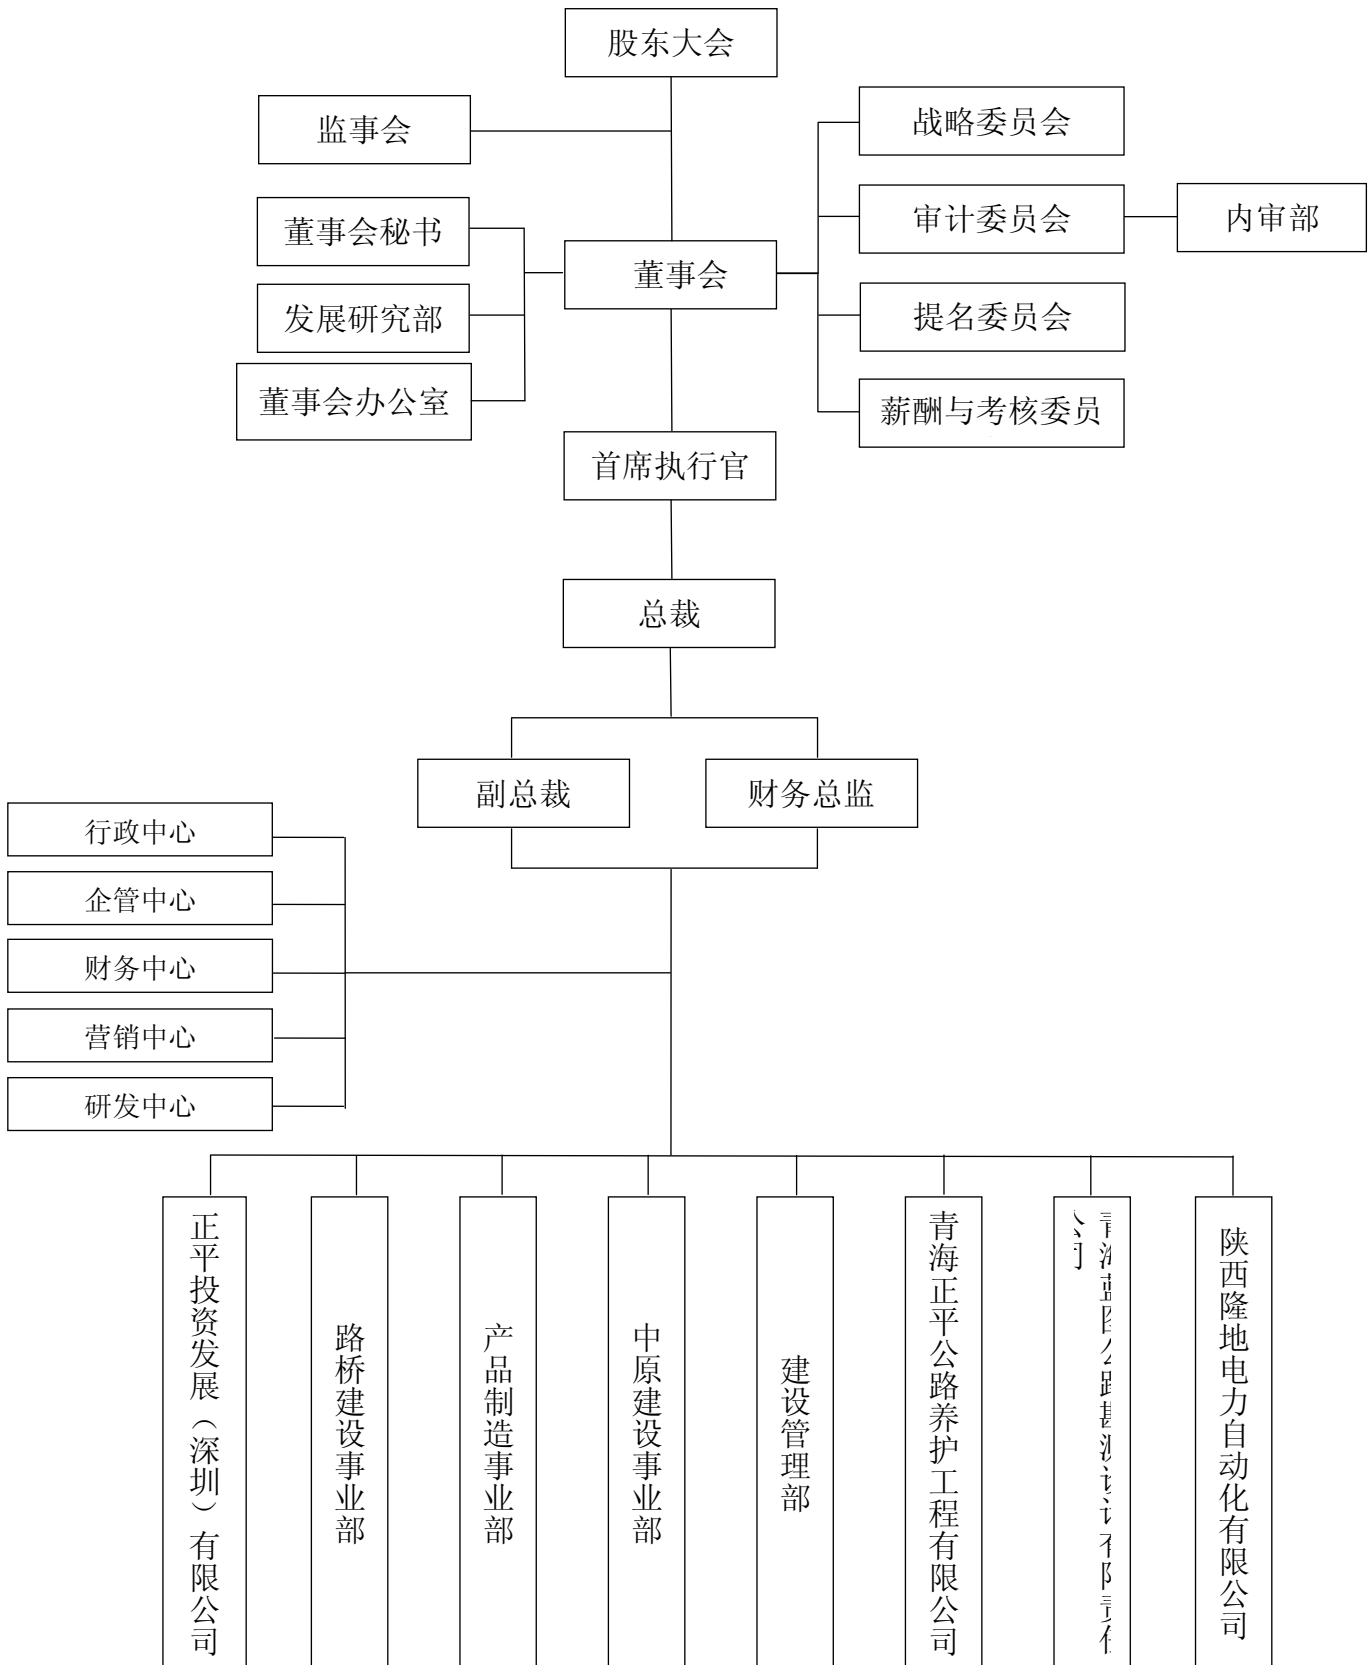 股东大会
监事会
战略委员会
董事会秘书
审计委员会
内审部
董事会
发展研究部
提名委员会
董事会办公室
薪酬与考核委员
首席执行官
总裁
副总裁
财务总监
行政中心
企管中心
财务中心
营销中心
研发中心
正平投资发展（深圳）有限公司
路桥建设事业部
产品制造事业部
中原建设事业部
建设管理部
青海正平公路养护工程有限公司
陕西隆地电力自动化有限公司